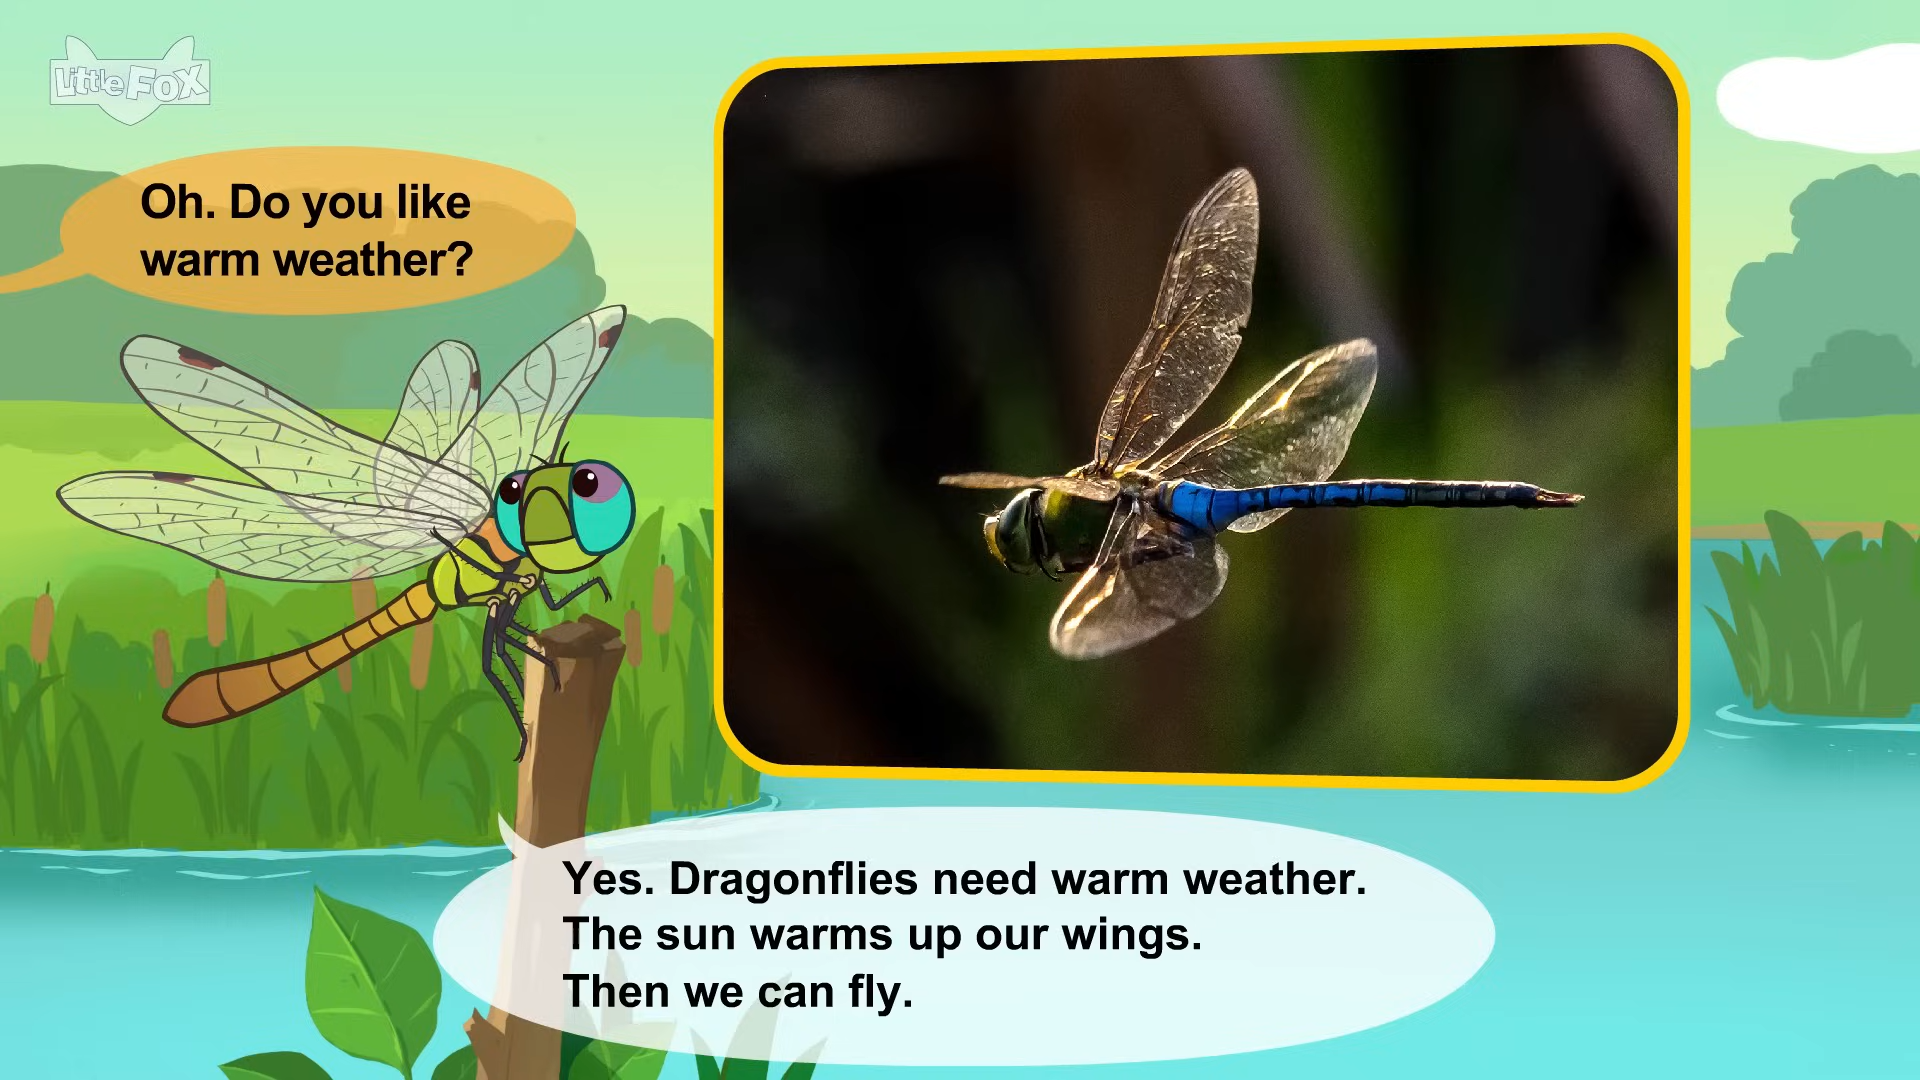 Little Fox
Oh. Do you like
warm weather?
Yes. Dragonflies need warm weather.
The sun warms up our wings.
Then we can fly.